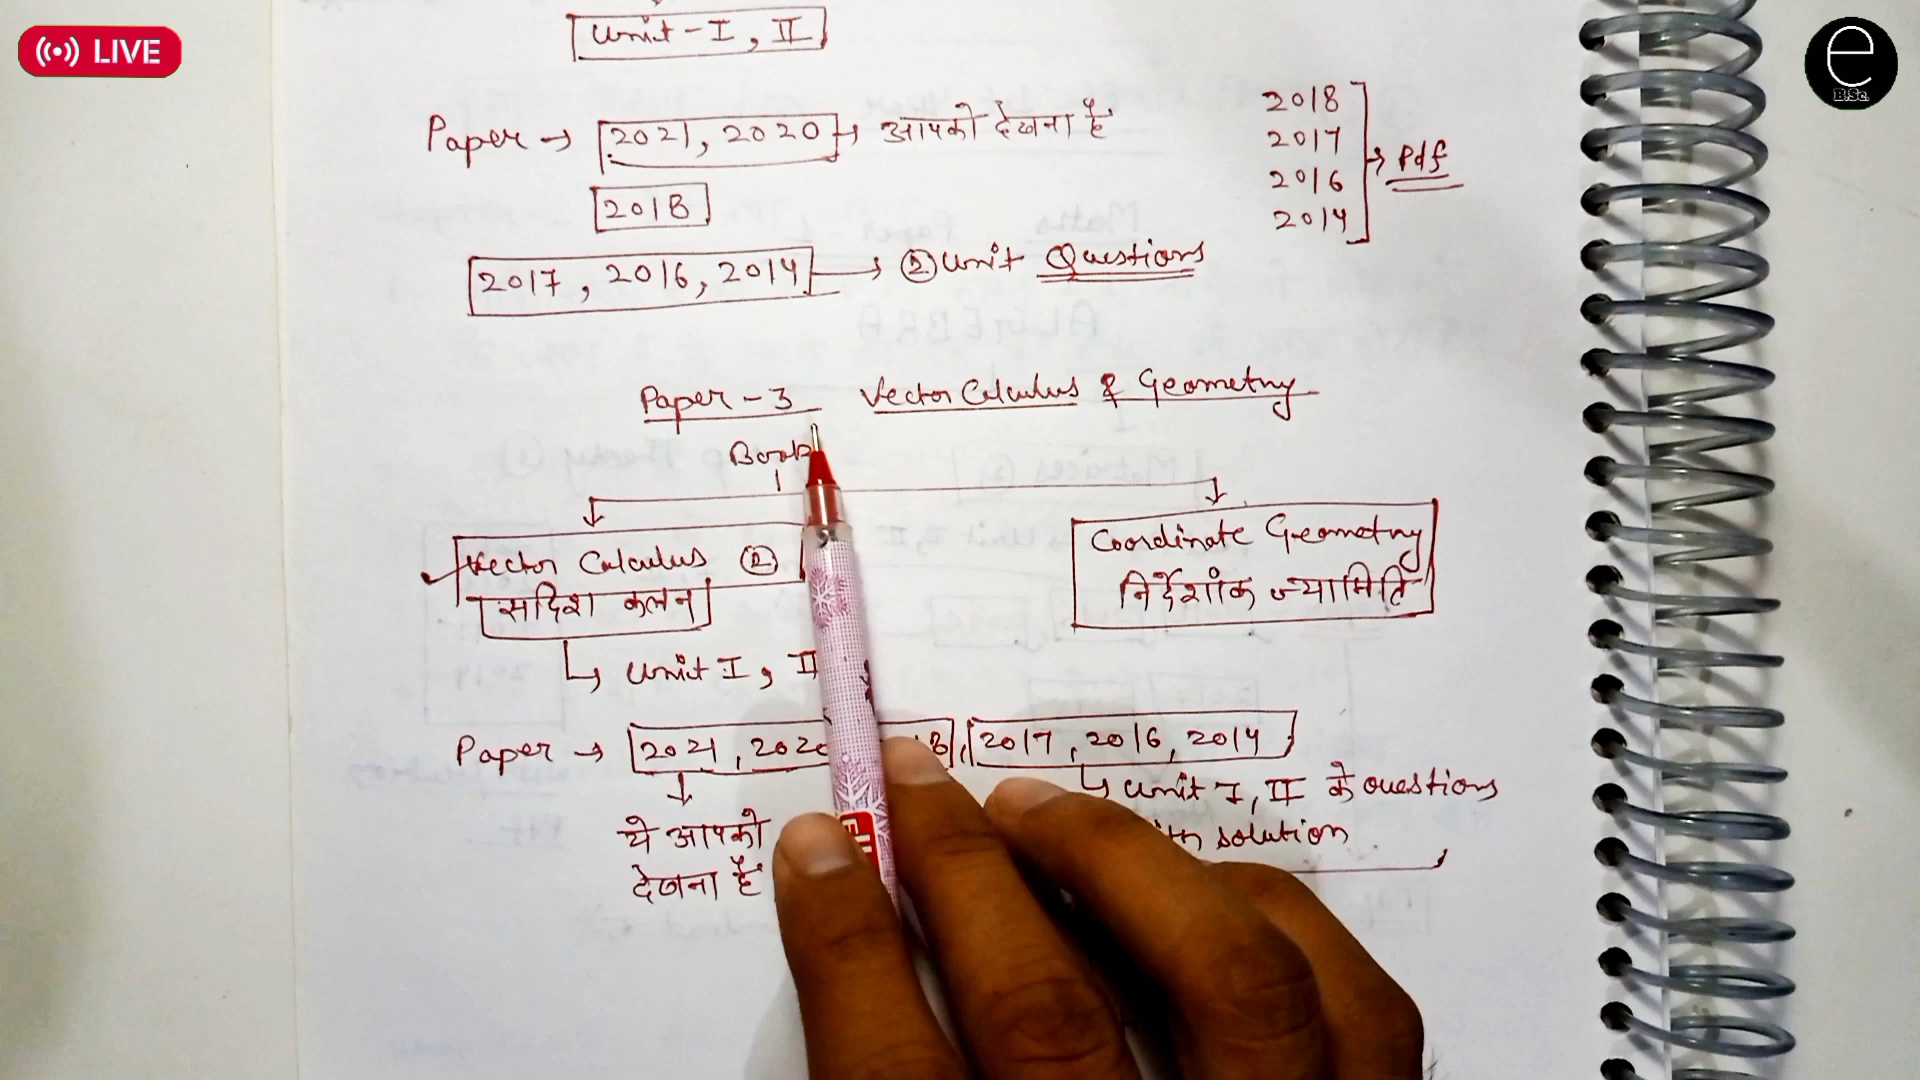 LIVE
e
B.Sc.
Unit - I, II
Paper → 2021, 2020 → आपको देखना है
2018
2017, 2016, 2014 → ② Unit Questions
2018
2017
2016
2014
→ Pdf
Paper - 3 Vector Calculus & Geometry
Book
Vector Calculus ②
सदिश कलन
Coordinate Geometry
निर्देशांक ज्यामिति
↳ Unit I, II
Paper → 2021, 2020 2017, 2016, 2014
↳ Unit I, II के questions
solution
ये आपको
देखना है